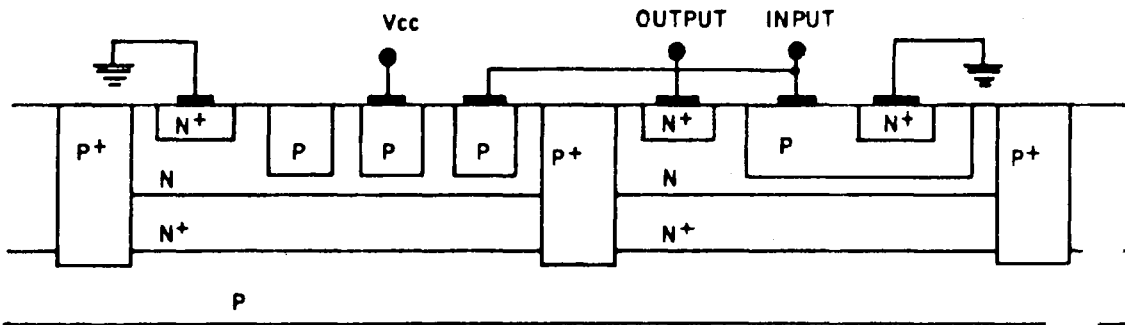 Vcc OUTPUT INPUT
P+ N+ P P P P+ N+ P N+ P+
N N
N+ N+
P